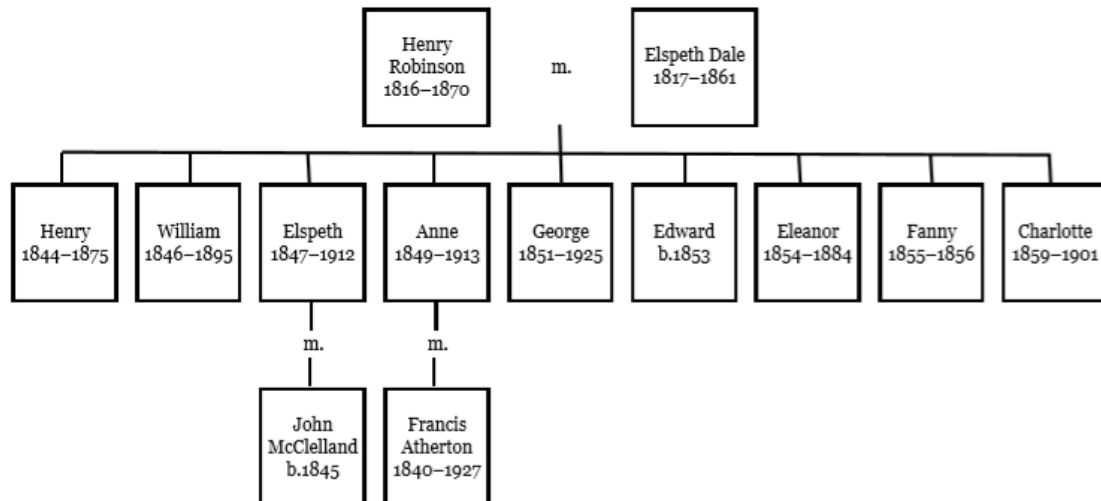 Henry
Robinson
1816–1870
m.
Elspeth Dale
1817–1861
Henry
1844–1875
William
1846–1895
Elspeth
1847–1912
Anne
1849–1913
George
1851–1925
Edward
b.1853
Eleanor
1854–1884
Fanny
1855–1856
Charlotte
1859–1901
m.
m.
John
McClelland
b.1845
Francis
Atherton
1840–1927